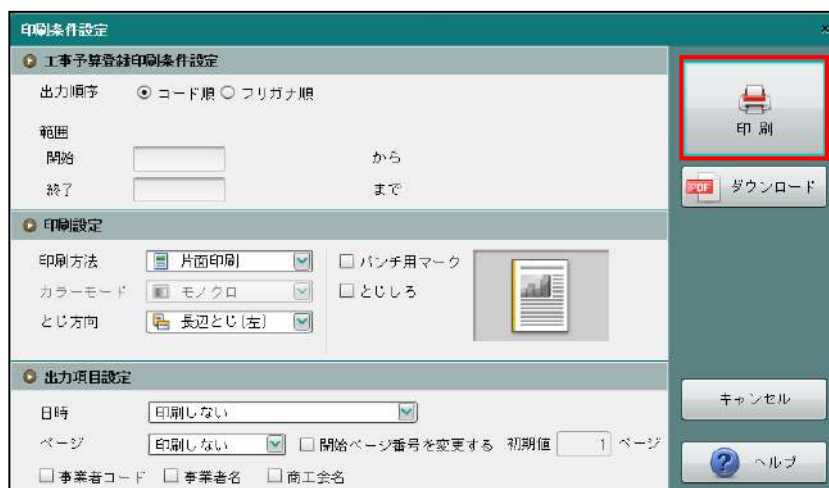 印刷条件設定
工事予算登録印刷条件設定
出力順序 コード順 フリガナ順
範囲
開始 から
終了 まで
印刷設定
印刷方法 片面印刷 パンチ用マーク
カラーモード モノクロ とじしろ
とじ方向 長辺とじ(左)
出力項目設定
日時 印刷しない
ページ 印刷しない 開始ページ番号を変更する 初期値 1 ページ
事業者コード 事業者名 商工会名
印刷
PDF ダウンロード
キャンセル
? ヘルプ